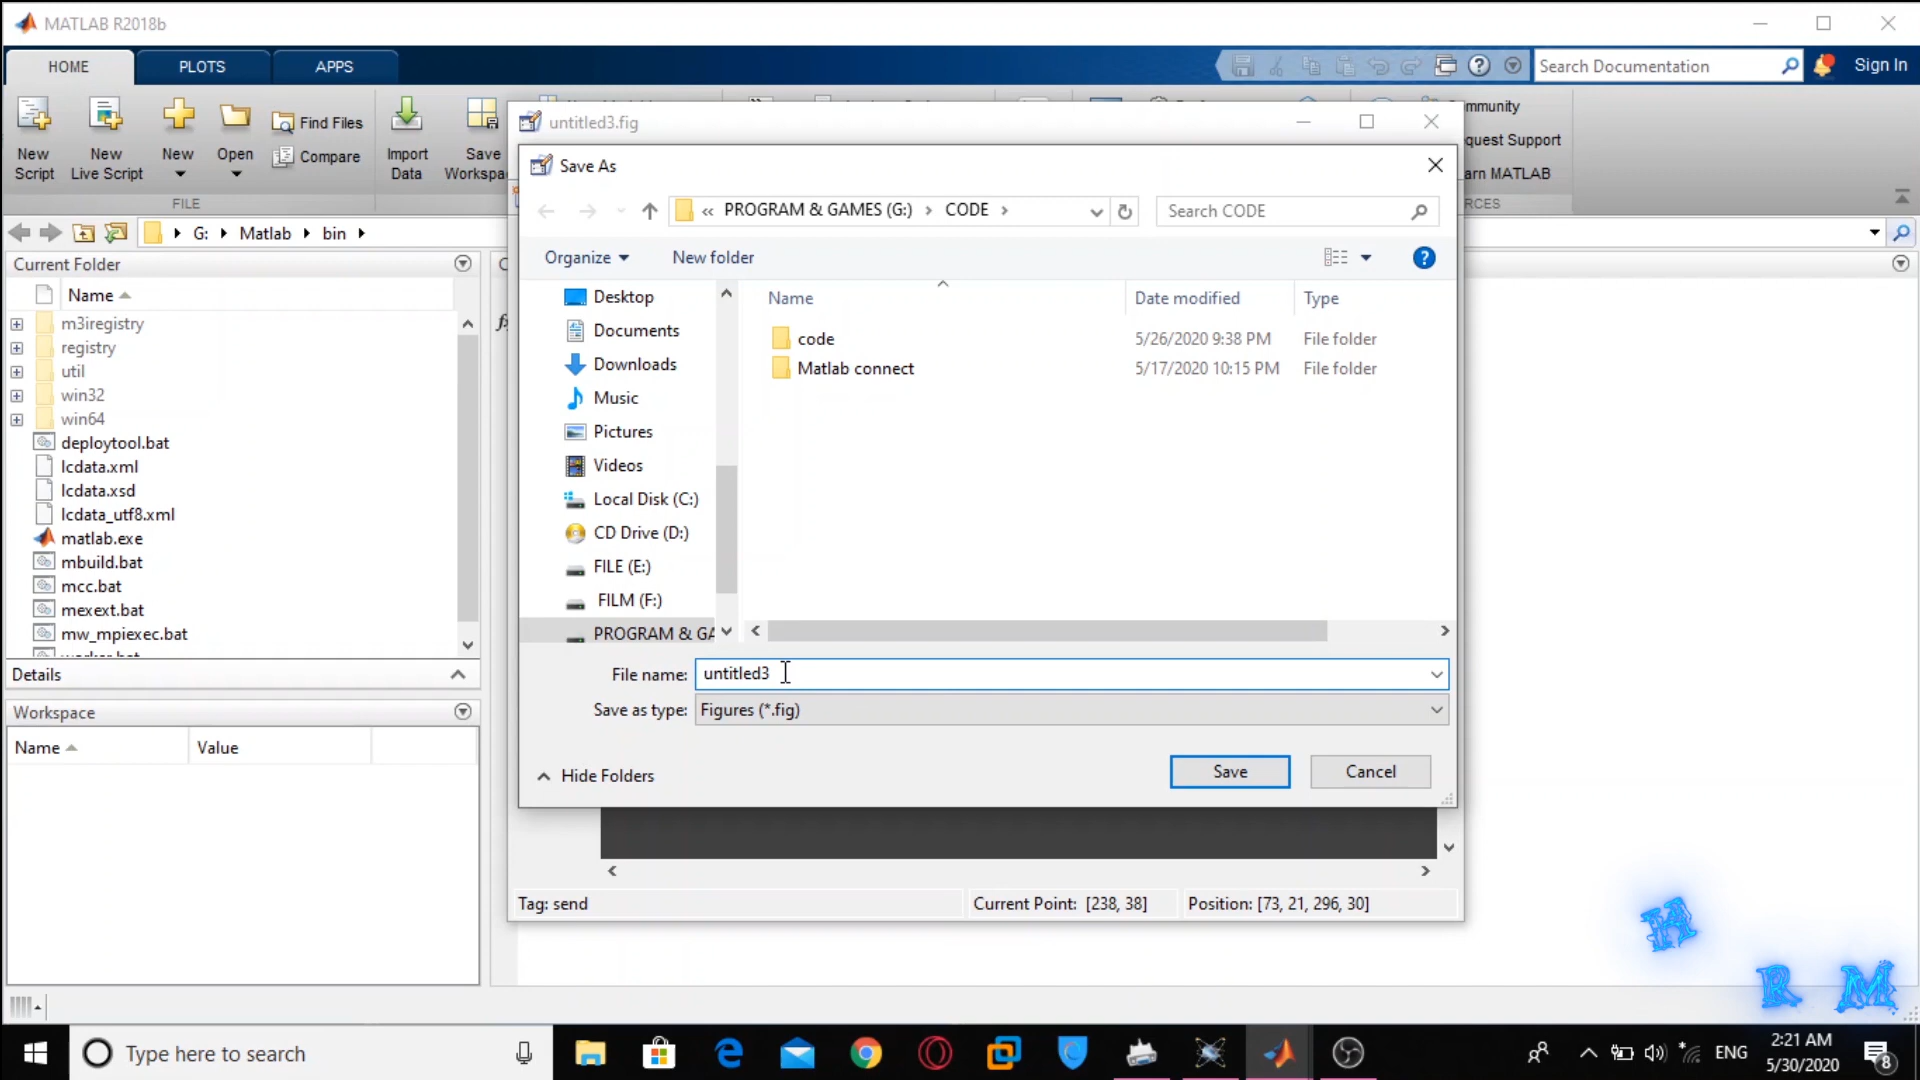 MATLAB R2018b
HOME
PLOTS
APPS
Search Documentation
Sign In
New Script
New Live Script
New
Open
Find Files
Compare
Import Data
Save
Workspa
FILE
ommunity
quest Support
arn MATLAB
RCES
G:
Matlab
bin
untitled3.fig
Save As
« PROGRAM & GAMES (G:)
CODE
Search CODE
Organize
New folder
Current Folder
Name
m3iregistry
registry
util
win32
win64
deploytool.bat
lcdata.xml
lcdata.xsd
lcdata_utf8.xml
matlab.exe
mbuild.bat
mcc.bat
mexext.bat
mw_mpiexec.bat
Details
Workspace
Name
Value
Desktop
Documents
Downloads
Music
Pictures
Videos
Local Disk (C:)
CD Drive (D:)
FILE (E:)
FILM (F:)
PROGRAM & GA
Name
Date modified
Type
code
5/26/2020 9:38 PM
File folder
Matlab connect
5/17/2020 10:15 PM
File folder
File name:
untitled3
Save as type:
Figures (*.fig)
Hide Folders
Save
Cancel
Tag: send
Current Point: [238, 38]
Position: [73, 21, 296, 30]
H
R M
Type here to search
ENG
2:21 AM
5/30/2020
8